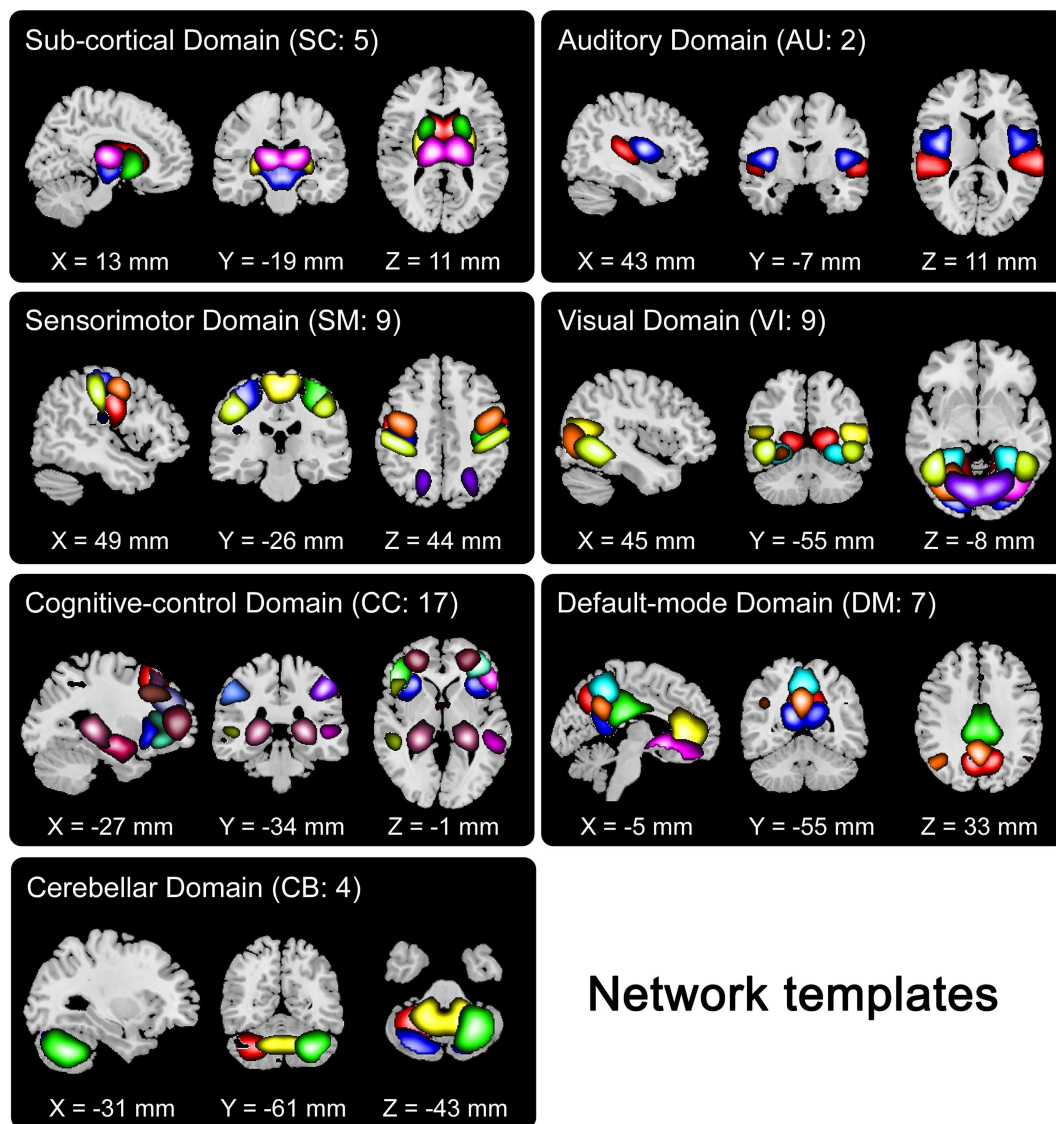 Sub-cortical Domain (SC: 5)
X = 13 mm Y = -19 mm Z = 11 mm
Auditory Domain (AU: 2)
X = 43 mm Y = -7 mm Z = 11 mm
Sensorimotor Domain (SM: 9)
X = 49 mm Y = -26 mm Z = 44 mm
Visual Domain (VI: 9)
X = 45 mm Y = -55 mm Z = -8 mm
Cognitive-control Domain (CC: 17)
X = -27 mm Y = -34 mm Z = -1 mm
Default-mode Domain (DM: 7)
X = -5 mm Y = -55 mm Z = 33 mm
Cerebellar Domain (CB: 4)
X = -31 mm Y = -61 mm Z = -43 mm
Network templates